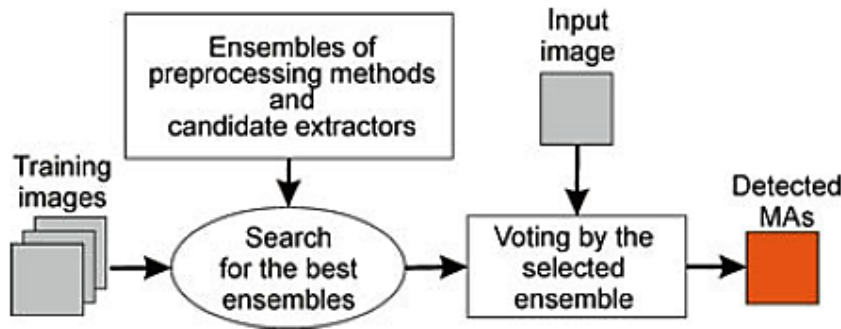 Ensembles of
preprocessing methods
and
candidate extractors
Input
image
Training
images
Search
for the best
ensembles
Voting by the
selected
ensemble
Detected
MAs